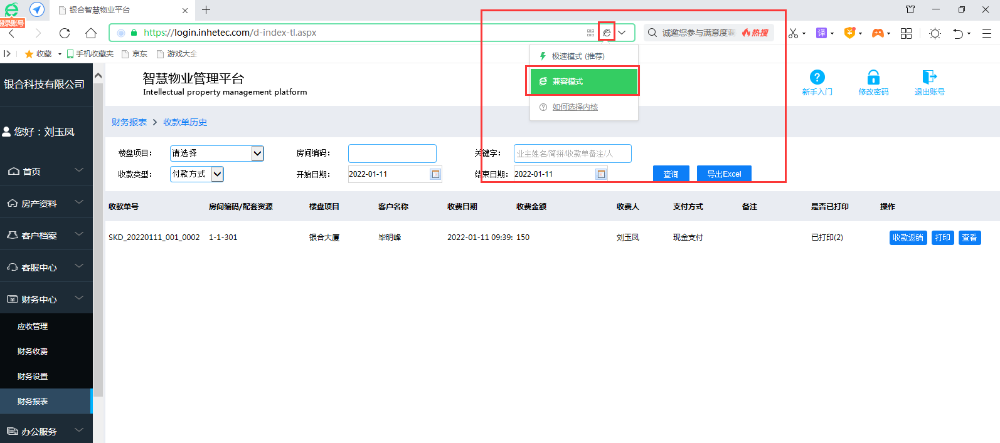 银合智慧物业平台
登录账号
https://login.inhetec.com/d-index-tl.aspx
诚邀您参与满意度调
热搜
译
收藏
手机收藏夹
京东
游戏大全
极速模式 (推荐)
兼容模式
如何选择内核
银合科技有限公司
您好：刘玉凤
首页
房产资料
客户档案
客服中心
财务中心
应收管理
财务收费
财务设置
财务报表
办公服务
智慧物业管理平台
Intellectual property management platform
新手入门
修改密码
退出账号
财务报表 > 收款单历史
楼盘项目： 请选择 房间编码： 关键字： 业主姓名/简拼/收款单备注/人
收款类型： 付款方式 开始日期： 2022-01-11 结束日期： 2022-01-11 查询 导出Excel
收款单号 房间编码/配套资源 楼盘项目 客户名称 收费日期 收费金额 收费人 支付方式 备注 是否已打印 操作
SKD_20220111_001_0002 1-1-301 银合大厦 毕明峰 2022-01-11 09:39: 150 刘玉凤 现金支付 已打印(2) 收款返销 打印 查看